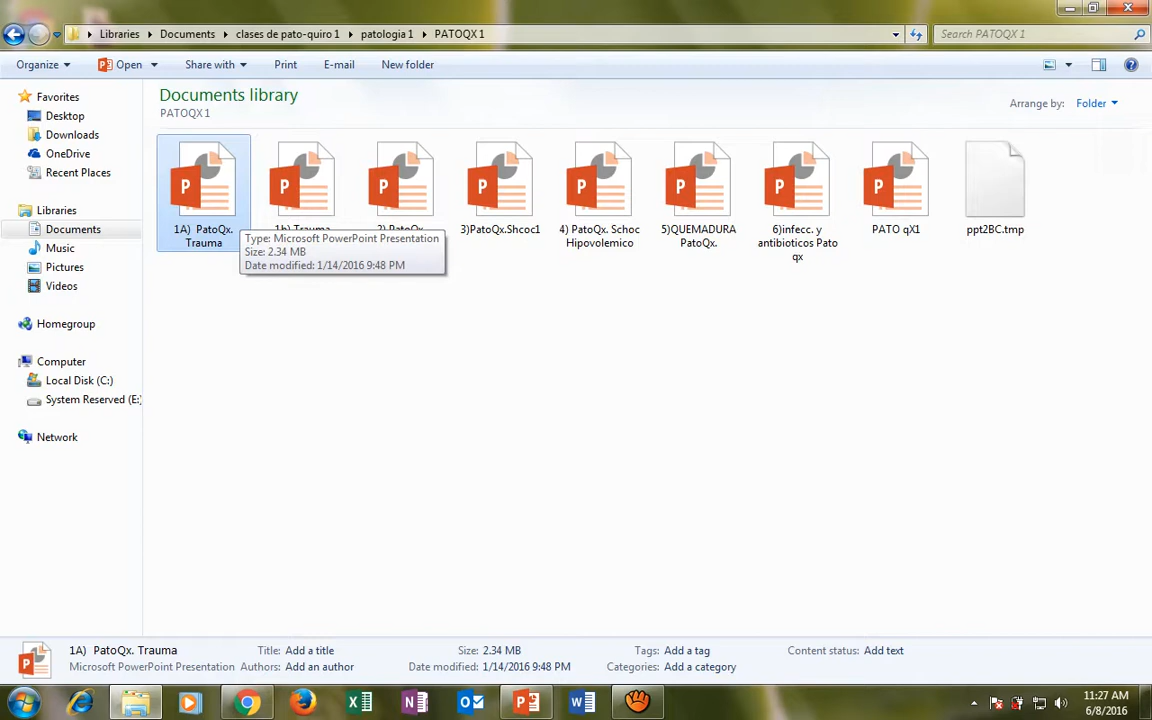 Libraries
Documents
clases de pato-quiro 1
patologia 1
PATOQX 1
Search PATOQX 1
Organize
Open
Share with
Print
E-mail
New folder
Documents library
PATOQX 1
Arrange by:
Folder
Favorites
Desktop
Downloads
OneDrive
Recent Places
Libraries
Documents
Music
Pictures
Videos
Homegroup
Computer
Local Disk (C:)
System Reserved (E:)
Network
1A) PatoQx.
Trauma
1b) Trauma
2) PatoQx.
3)PatoQx.Shcoc1
4) PatoQx. Schoc
Hipovolemico
5)QUEMADURA
PatoQx.
6)infecc. y
antibioticos Pato
qx
PATO qX1
ppt2BC.tmp
Type: Microsoft PowerPoint Presentation
Size: 2.34 MB
Date modified: 1/14/2016 9:48 PM
1A) PatoQx. Trauma
Microsoft PowerPoint Presentation
Title: Add a title
Authors: Add an author
Size: 2.34 MB
Date modified: 1/14/2016 9:48 PM
Tags: Add a tag
Categories: Add a category
Content status: Add text
11:27 AM
6/8/2016